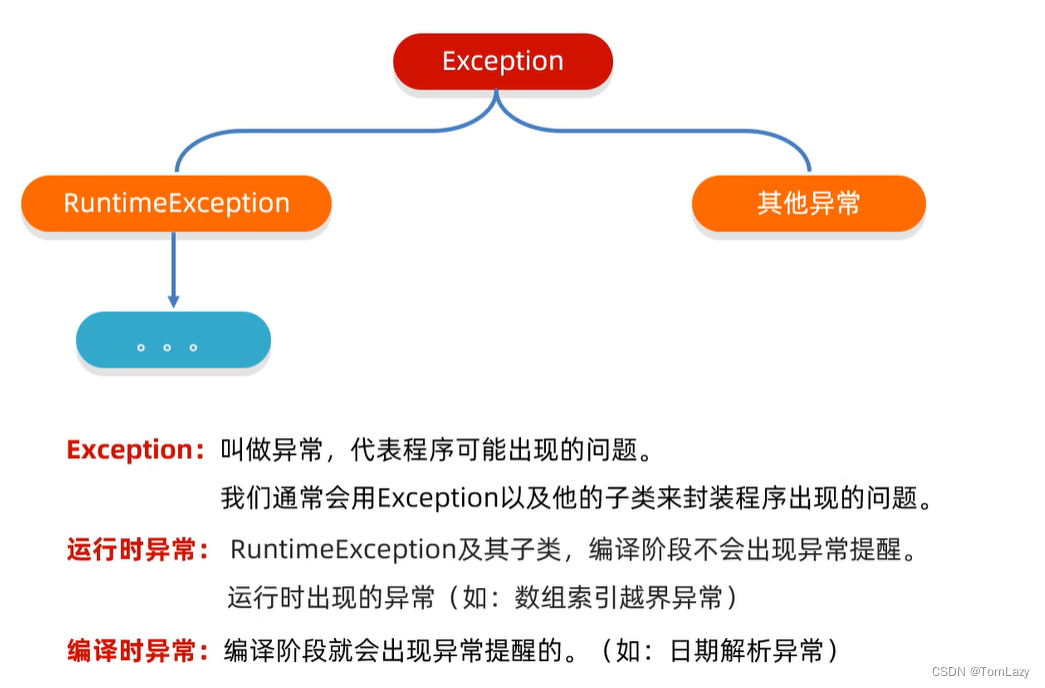 Exception
RuntimeException
其他异常
。。。
Exception：叫做异常，代表程序可能出现的问题。
我们通常会用Exception以及他的子类来封装程序出现的问题。
运行时异常： RuntimeException及其子类，编译阶段不会出现异常提醒。
运行时出现的异常（如：数组索引越界异常）
编译时异常：编译阶段就会出现异常提醒的。（如：日期解析异常）
CSDN @TomLazy